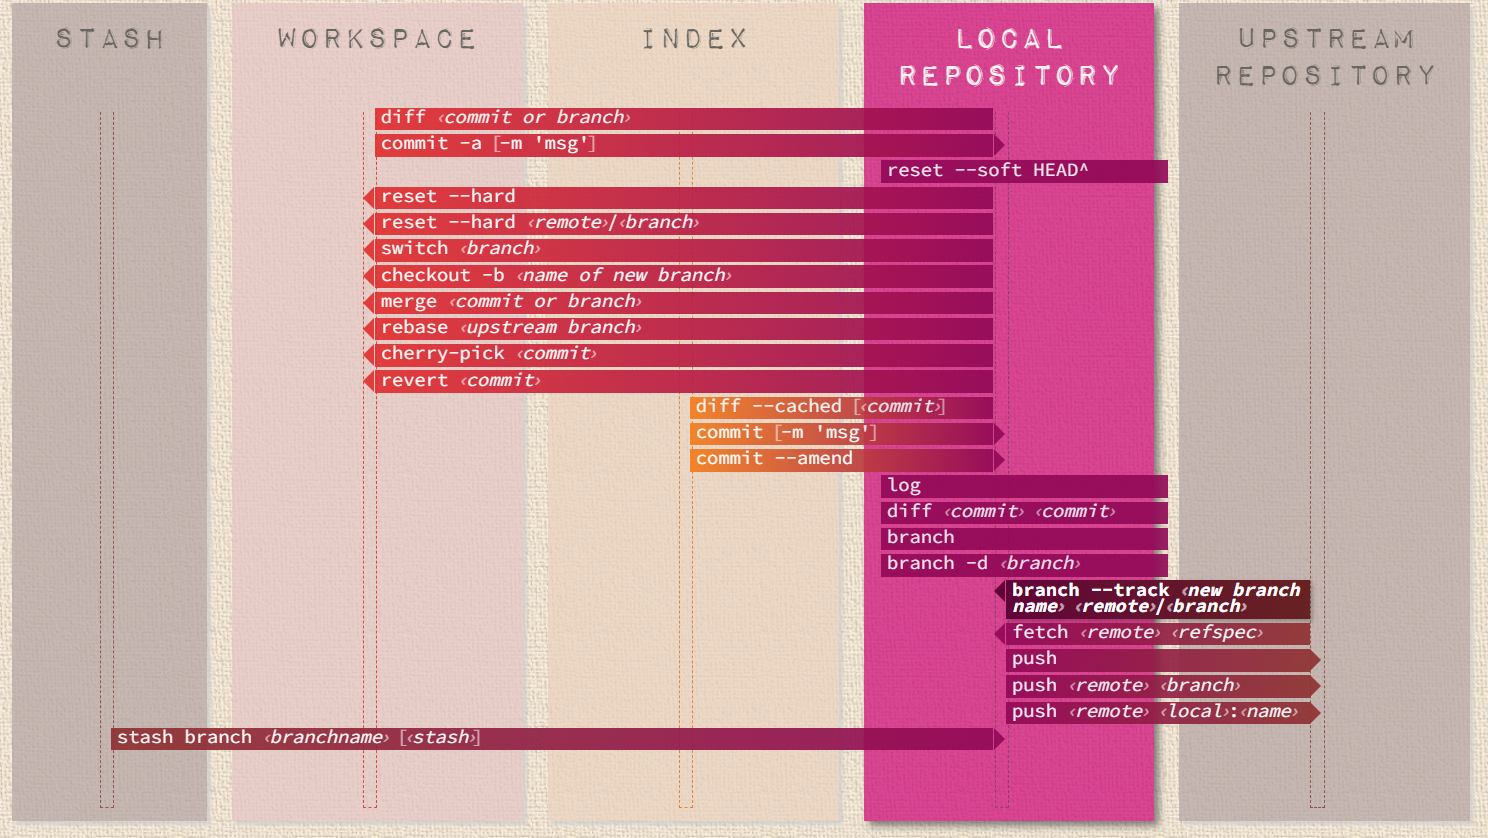 STASH
WORKSPACE
INDEX
LOCAL
REPOSITORY
UPSTREAM
REPOSITORY
diff ‹commit or branch›
commit -a [-m 'msg']
reset --soft HEAD^
reset --hard
reset --hard ‹remote›/‹branch›
switch ‹branch›
checkout -b ‹name of new branch›
merge ‹commit or branch›
rebase ‹upstream branch›
cherry-pick ‹commit›
revert ‹commit›
diff --cached [‹commit›]
commit [-m 'msg']
commit --amend
log
diff ‹commit› ‹commit›
branch
branch -d ‹branch›
branch --track ‹new branch
name› ‹remote›/‹branch›
fetch ‹remote› ‹refspec›
push
push ‹remote› ‹branch›
push ‹remote› ‹local›:‹name›
stash branch ‹branchname› [‹stash›]